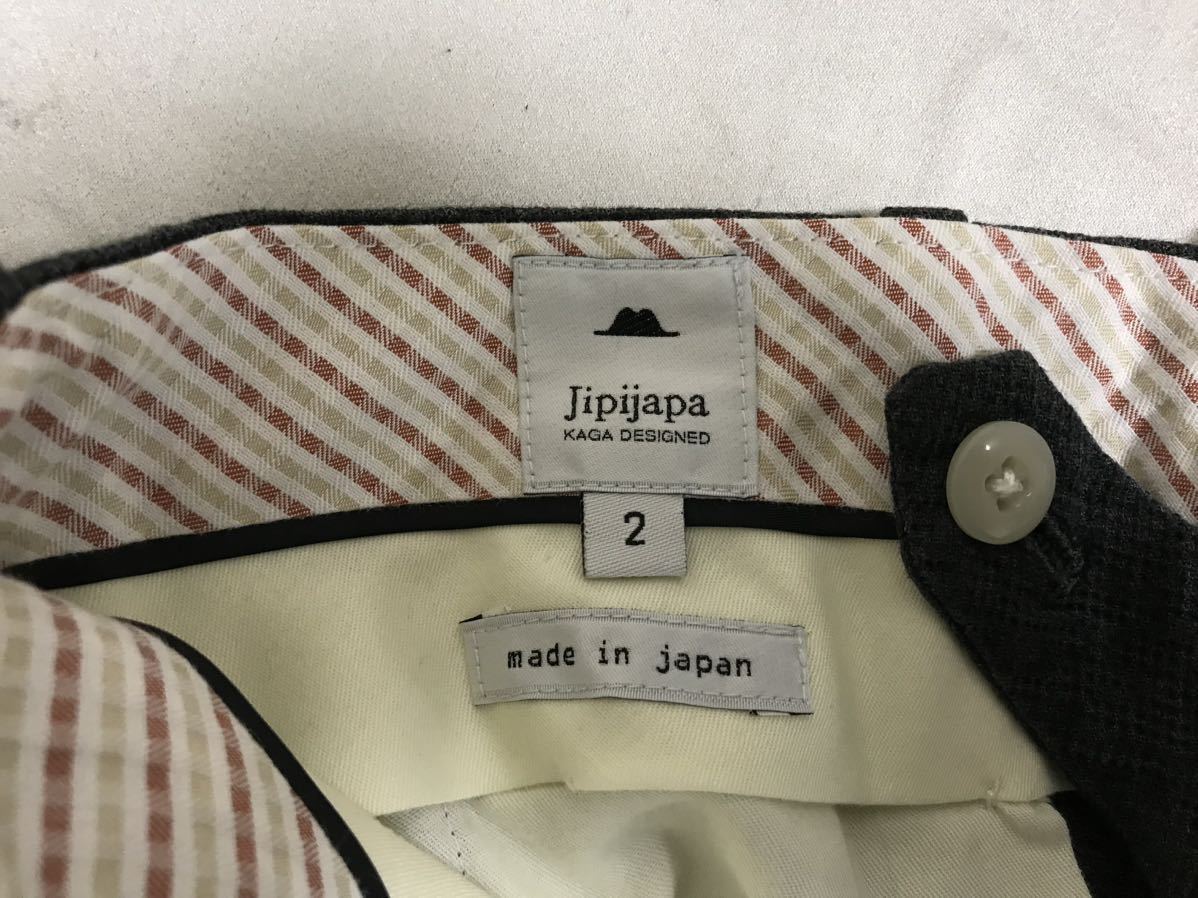 Jipijapa
KAGA DESIGNED
2
made in japan